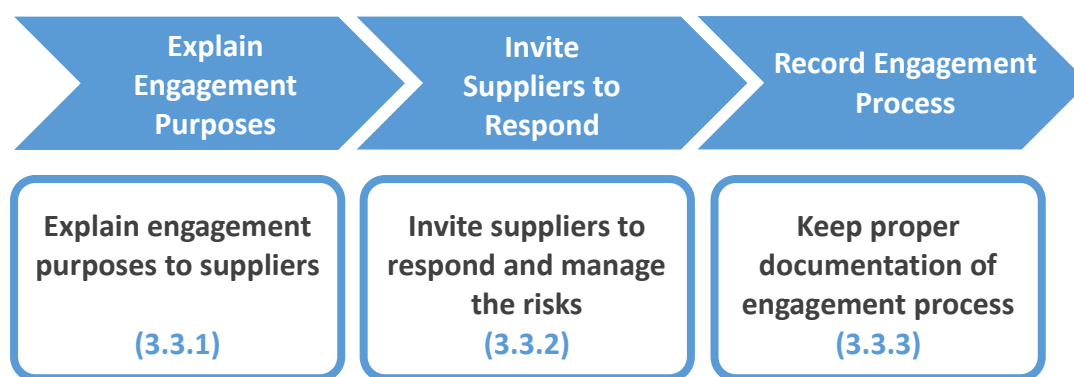 Explain
Engagement
Purposes
Invite
Suppliers to
Respond
Record Engagement
Process
Explain engagement
purposes to suppliers
(3.3.1)
Invite suppliers to
respond and manage
the risks
(3.3.2)
Keep proper
documentation of
engagement process
(3.3.3)